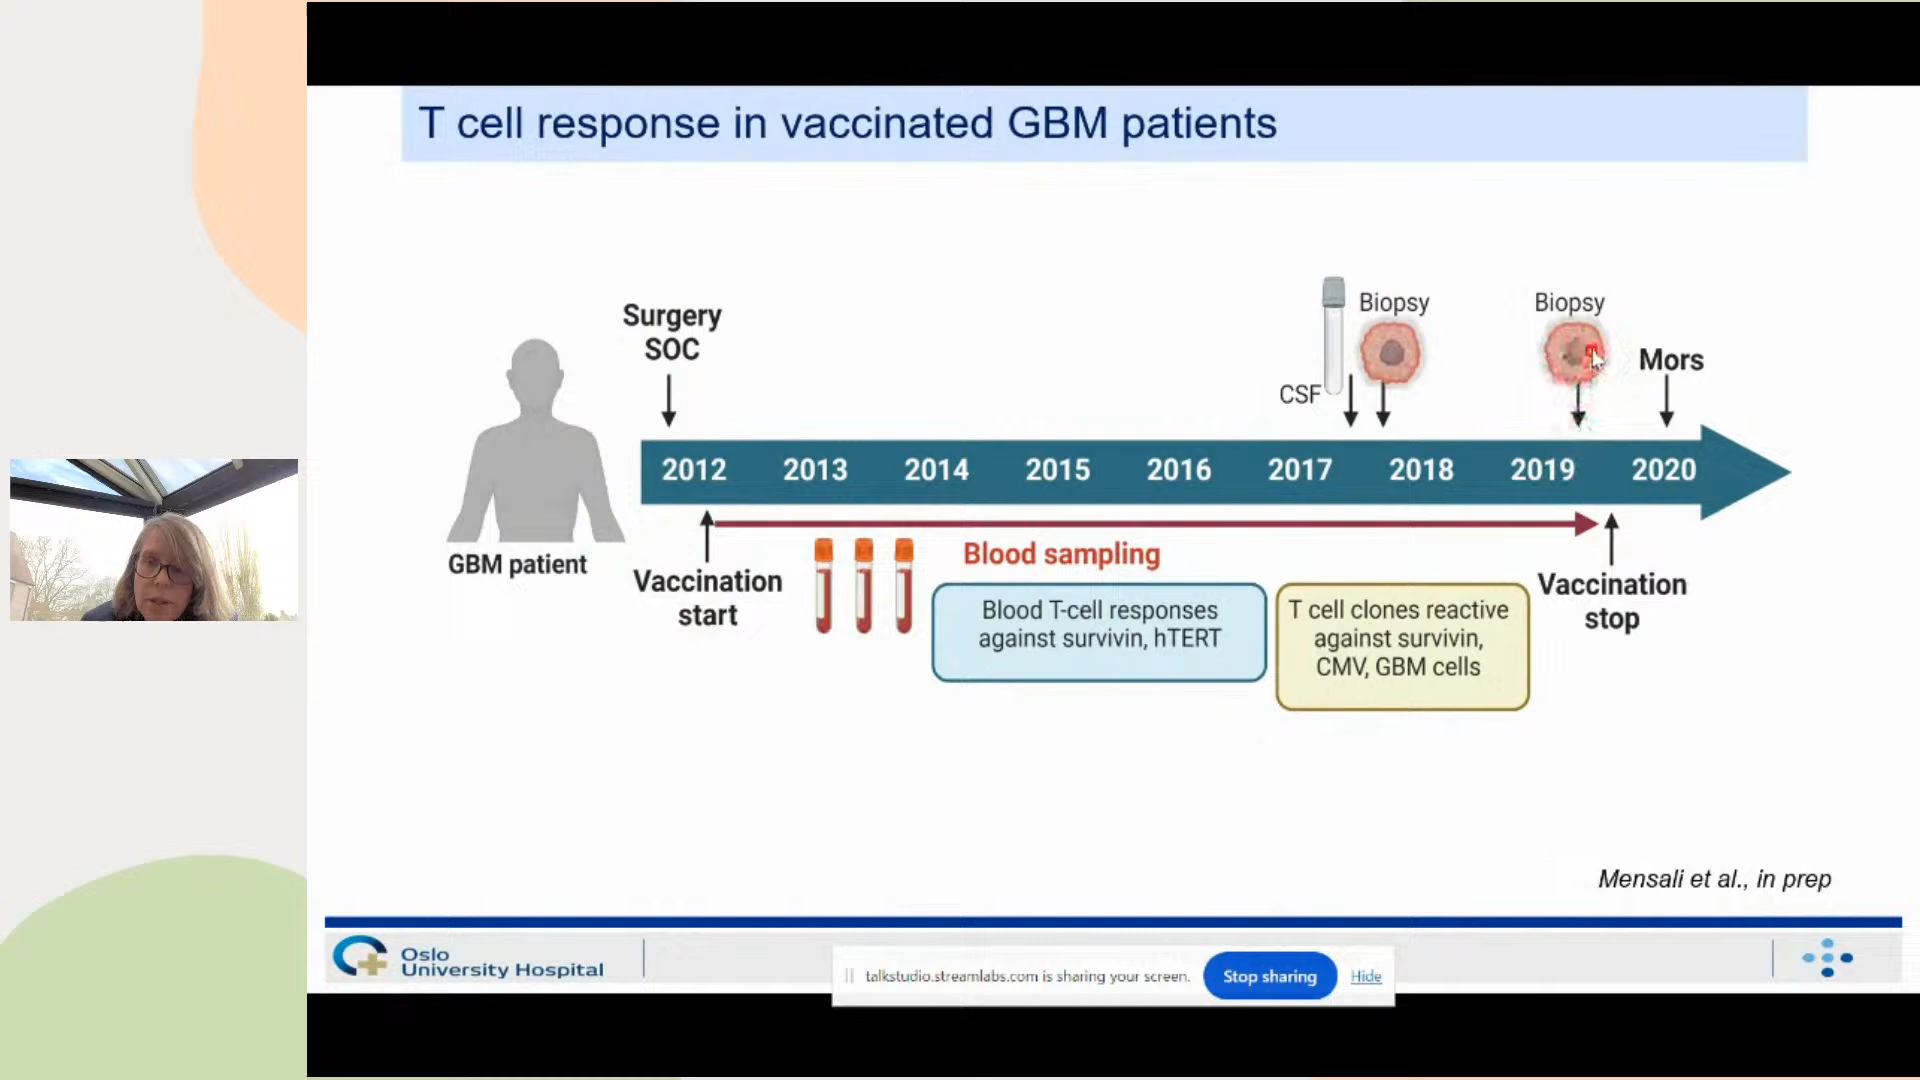 T cell response in vaccinated GBM patients
Surgery
SOC
Biopsy
Biopsy
Mors
CSF
2012 2013 2014 2015 2016 2017 2018 2019 2020
GBM patient
Vaccination
start
Blood sampling
Blood T-cell responses
against survivin, hTERT
T cell clones reactive
against survivin,
CMV, GBM cells
Vaccination
stop
Mensali et al., in prep
Oslo
University Hospital
talkstudio.streamlabs.com is sharing your screen.
Stop sharing
Hide